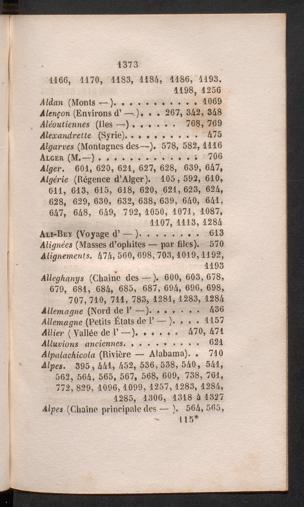 1373
1166, 1170, 1183, 1184, 1186, 1193.
1198, 1256
Aldan (Monts —). . . . . . . . . . . 1069
Alençon (Environs d' —). . . 267, 342, 348
Aléoutiennes (Iles —) . . . . . . 708, 769
Alexandrette (Syrie). . . . . . . . . . 475
Algarves (Montagnes des—). 578, 582, 1116
ALGER (M.—) . . . . . . . . . . . . . 706
Alger. 601, 620, 621, 627, 628, 639, 647,
Algérie (Régence d'Alger). 105, 592, 610,
611, 613, 615, 618, 620, 621, 623, 624,
628, 629, 630, 632, 638, 639, 640, 641,
647, 648, 649, 792, 1050, 1071, 1087,
1107, 1113, 1284
ALI-BEY (Voyage d' —). . . . . . . . 613
Alignées (Masses d'ophites — par files). 570
Alignements. 474, 560, 698, 703, 1019, 1192,
1193
Alleghanys (Chaîne des —). 600, 603, 678,
679, 681, 684, 685, 687, 694, 696, 698,
707, 710, 711, 783, 1281, 1283, 1284
Allemagne (Nord de l' —). . . . . . . 436
Allemagne (Petits États de l' —). . . . 1157
Allier (Vallée de l' —). . . . . . 470, 471
Alluvions anciennes. . . . . . . . . . 621
Alpalachicola (Rivière — Alabama). . 710
Alpes. 395, 441, 452, 536, 538, 540, 541,
562, 564, 565, 567, 568, 609, 738, 761,
772, 829, 1096, 1099, 1257, 1283, 1284,
1285, 1306, 1318 à 1327
Alpes (Chaîne principale des — ). 564, 565,
115*